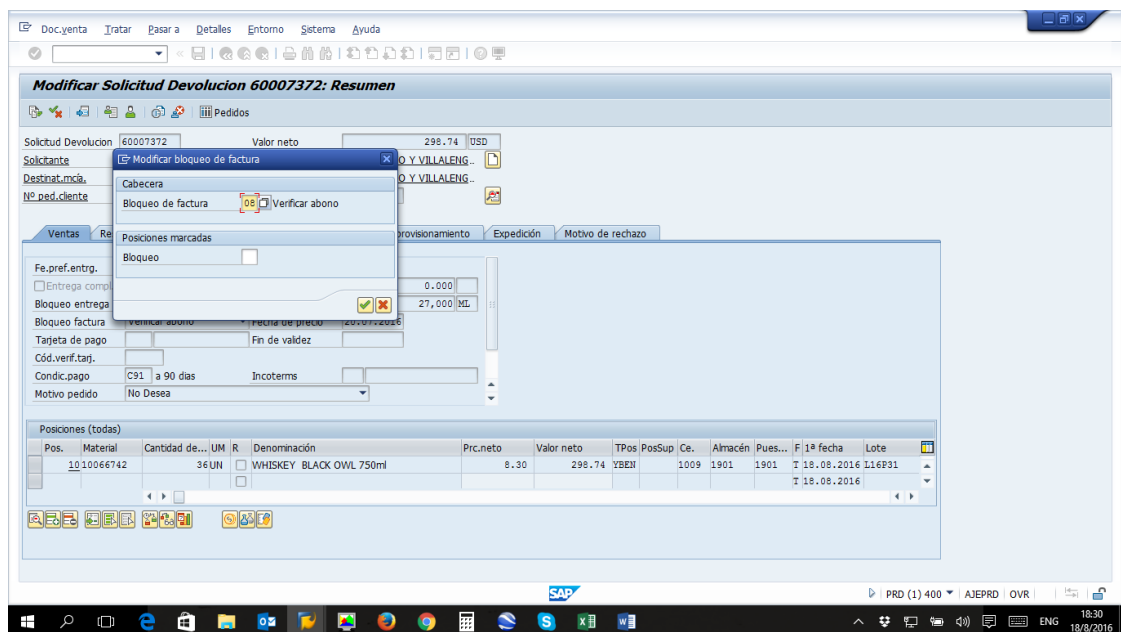 Doc.venta Tratar Pasar a Detalles Entorno Sistema Ayuda
Modificar Solicitud Devolucion 60007372: Resumen
Pedidos
Solicitud Devolucion 60007372 Valor neto 298.74 USD
Solicitante O Y VILLALENG..
Destinat.mcía. O Y VILLALENG..
Nº ped.cliente
Modificar bloqueo de factura
Cabecera
Bloqueo de factura 08 Verificar abono
Posiciones marcadas
Bloqueo
Ventas Re provisionamiento Expedición Motivo de rechazo
Fe.pref.entrg.
Entrega compl 0.000
Bloqueo entrega 27,000 ML
Bloqueo factura Verificar abono Fecha de precio 20.07.2016
Tarjeta de pago Fin de validez
Cód.verif.tarj.
Condic.pago C91 a 90 dias Incoterms
Motivo pedido No Desea
Posiciones (todas)
Pos. Material Cantidad de... UM R Denominación Prc.neto Valor neto TPos PosSup Ce. Almacén Pues... F 1ª fecha Lote
10 10066742 36 UN WHISKEY BLACK OWL 750ml 8.30 298.74 YBEN 1009 1901 1901 T 18.08.2016 L16P31
T 18.08.2016
SAP
PRD (1) 400 AJEPRD OVR
ENG 18:30
18/8/2016